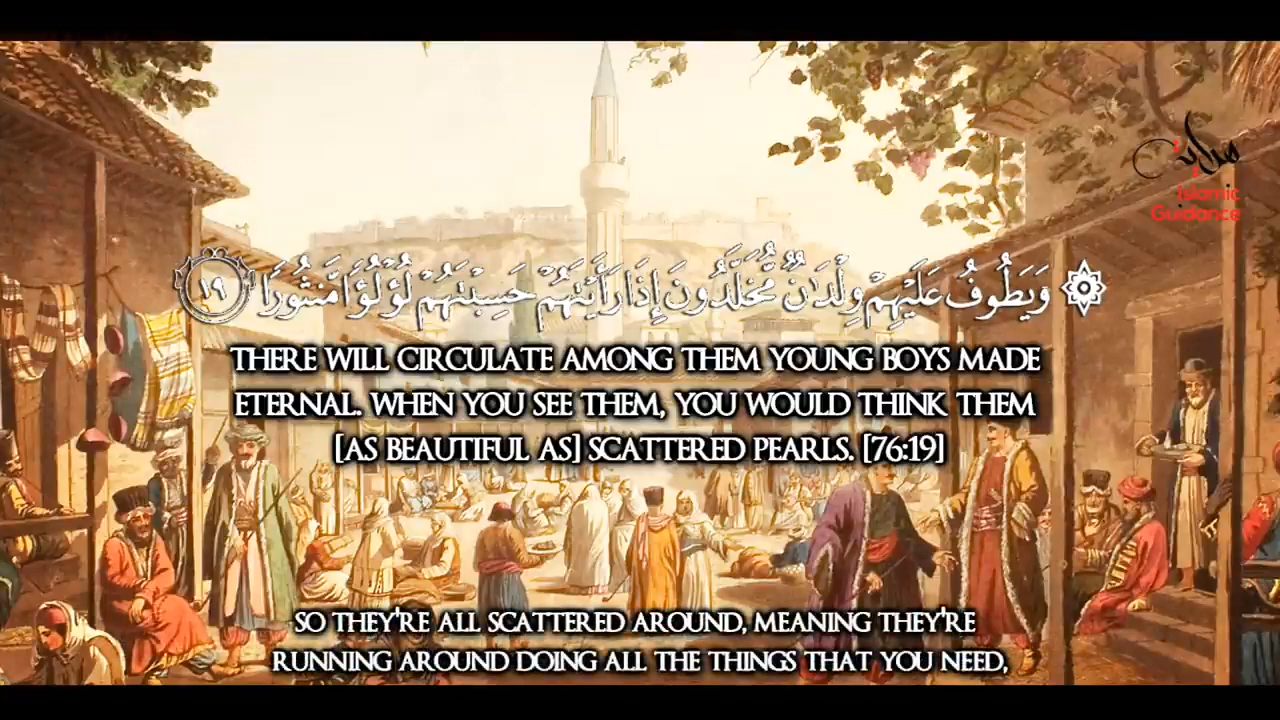 هداية
Islamic
Guidance
وَيَطُوفُ عَلَيْهِمْ وِلْدَٰنٌ مُّخَلَّدُونَ إِذَا رَأَيْتَهُمْ حَسِبْتَهُمْ لُؤْلُؤًا مَّنثُورًا ١٩
THERE WILL CIRCULATE AMONG THEM YOUNG BOYS MADE
ETERNAL. WHEN YOU SEE THEM, YOU WOULD THINK THEM
[AS BEAUTIFUL AS] SCATTERED PEARLS. [76:19]
SO THEY'RE ALL SCATTERED AROUND, MEANING THEY'RE
RUNNING AROUND DOING ALL THE THINGS THAT YOU NEED,